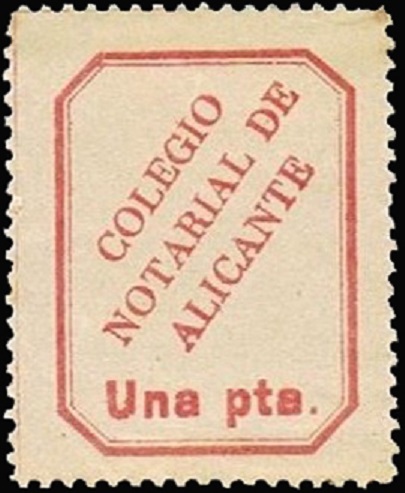 COLEGIO
NOTARIAL DE
ALICANTE
Una pta.